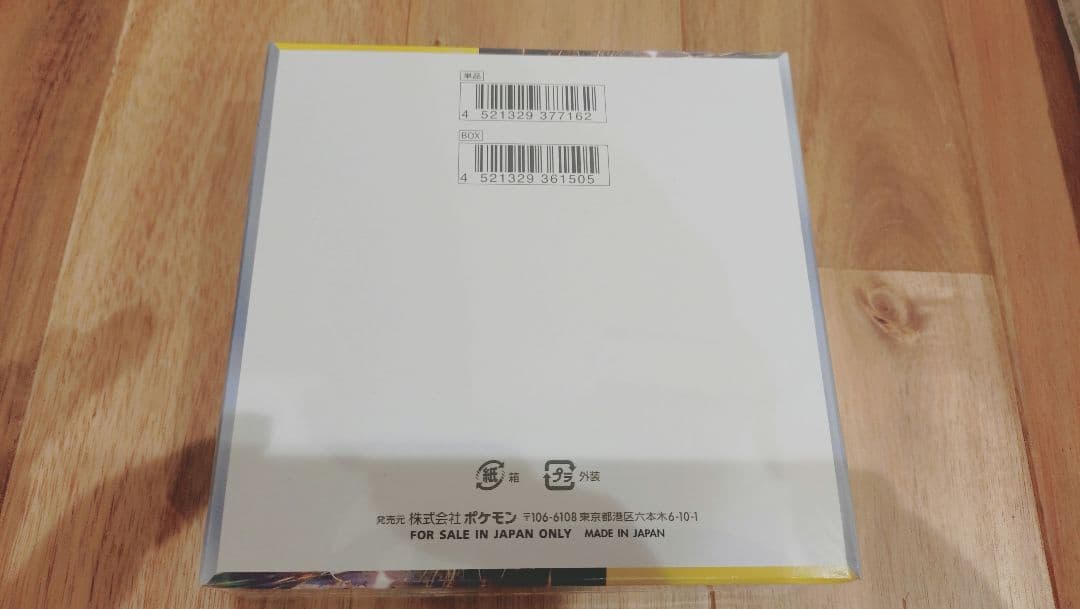 単品
4 521329 377162
BOX
4 521329 361505
紙 箱 プラ 外装
発売元 株式会社 ポケモン 〒106-6108 東京都港区六本木6-10-1
FOR SALE IN JAPAN ONLY MADE IN JAPAN